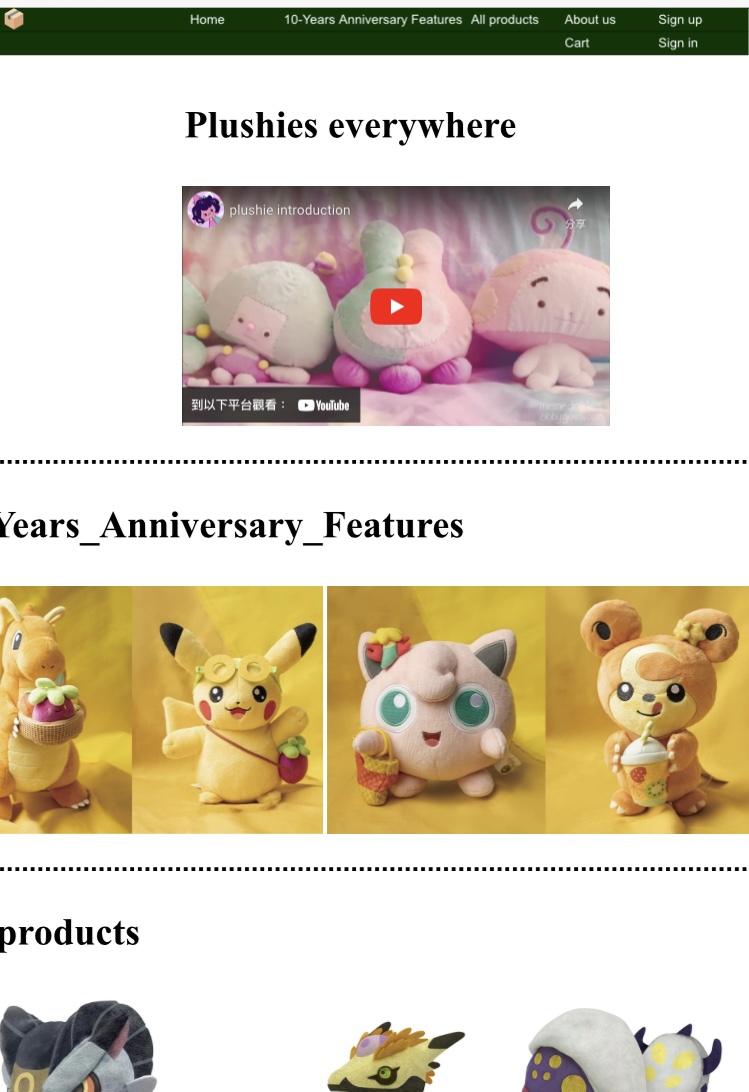 Home 10-Years Anniversary Features All products About us Sign up
Cart Sign in
Plushies everywhere
plushie introduction
分享
到以下平台觀看： YouTube
Years_Anniversary_Features
products